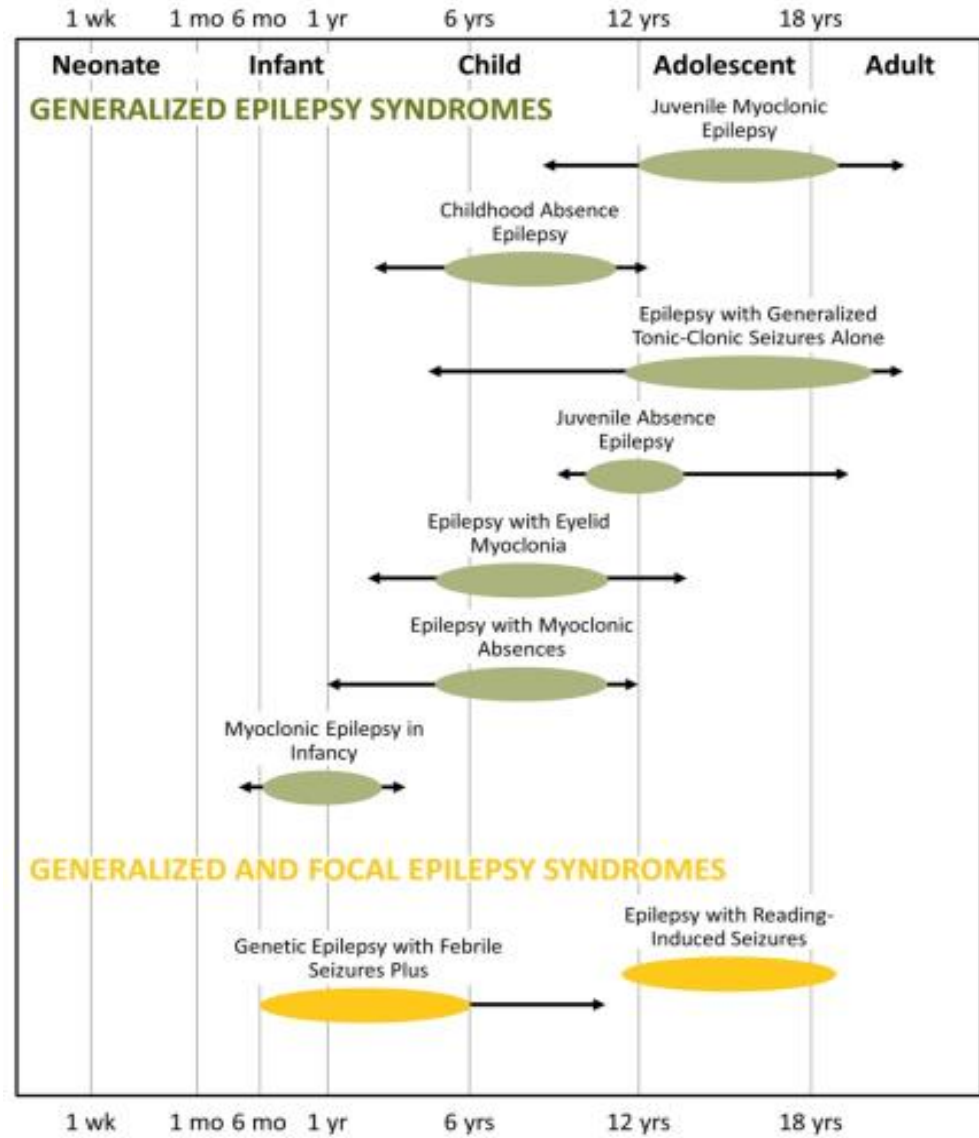 1 wk 1 mo 6 mo 1 yr 6 yrs 12 yrs 18 yrs
Neonate Infant Child Adolescent Adult
GENERALIZED EPILEPSY SYNDROMES
Juvenile Myoclonic
Epilepsy
Childhood Absence
Epilepsy
Epilepsy with Generalized
Tonic-Clonic Seizures Alone
Juvenile Absence
Epilepsy
Epilepsy with Eyelid
Myoclonia
Epilepsy with Myoclonic
Absences
Myoclonic Epilepsy in
Infancy
GENERALIZED AND FOCAL EPILEPSY SYNDROMES
Epilepsy with Reading-
Induced Seizures
Genetic Epilepsy with Febrile
Seizures Plus
1 wk 1 mo 6 mo 1 yr 6 yrs 12 yrs 18 yrs